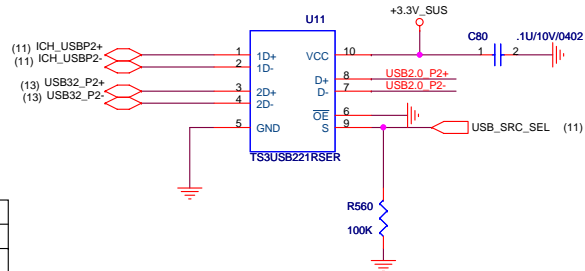 +3.3V_SUS
U11
C80 .1U/10V/0402
(11) ICH_USBP2+ 1 1D+ VCC 10 1 2
(11) ICH_USBP2- 2 1D-
D+ 8 USB2.0_P2+
(13) USB32_P2+ 3 2D+ D- 7 USB2.0_P2-
(13) USB32_P2- 4 2D-
OE 6
5 GND S 9 USB_SRC_SEL (11)
TS3USB221RSER
R560
100K